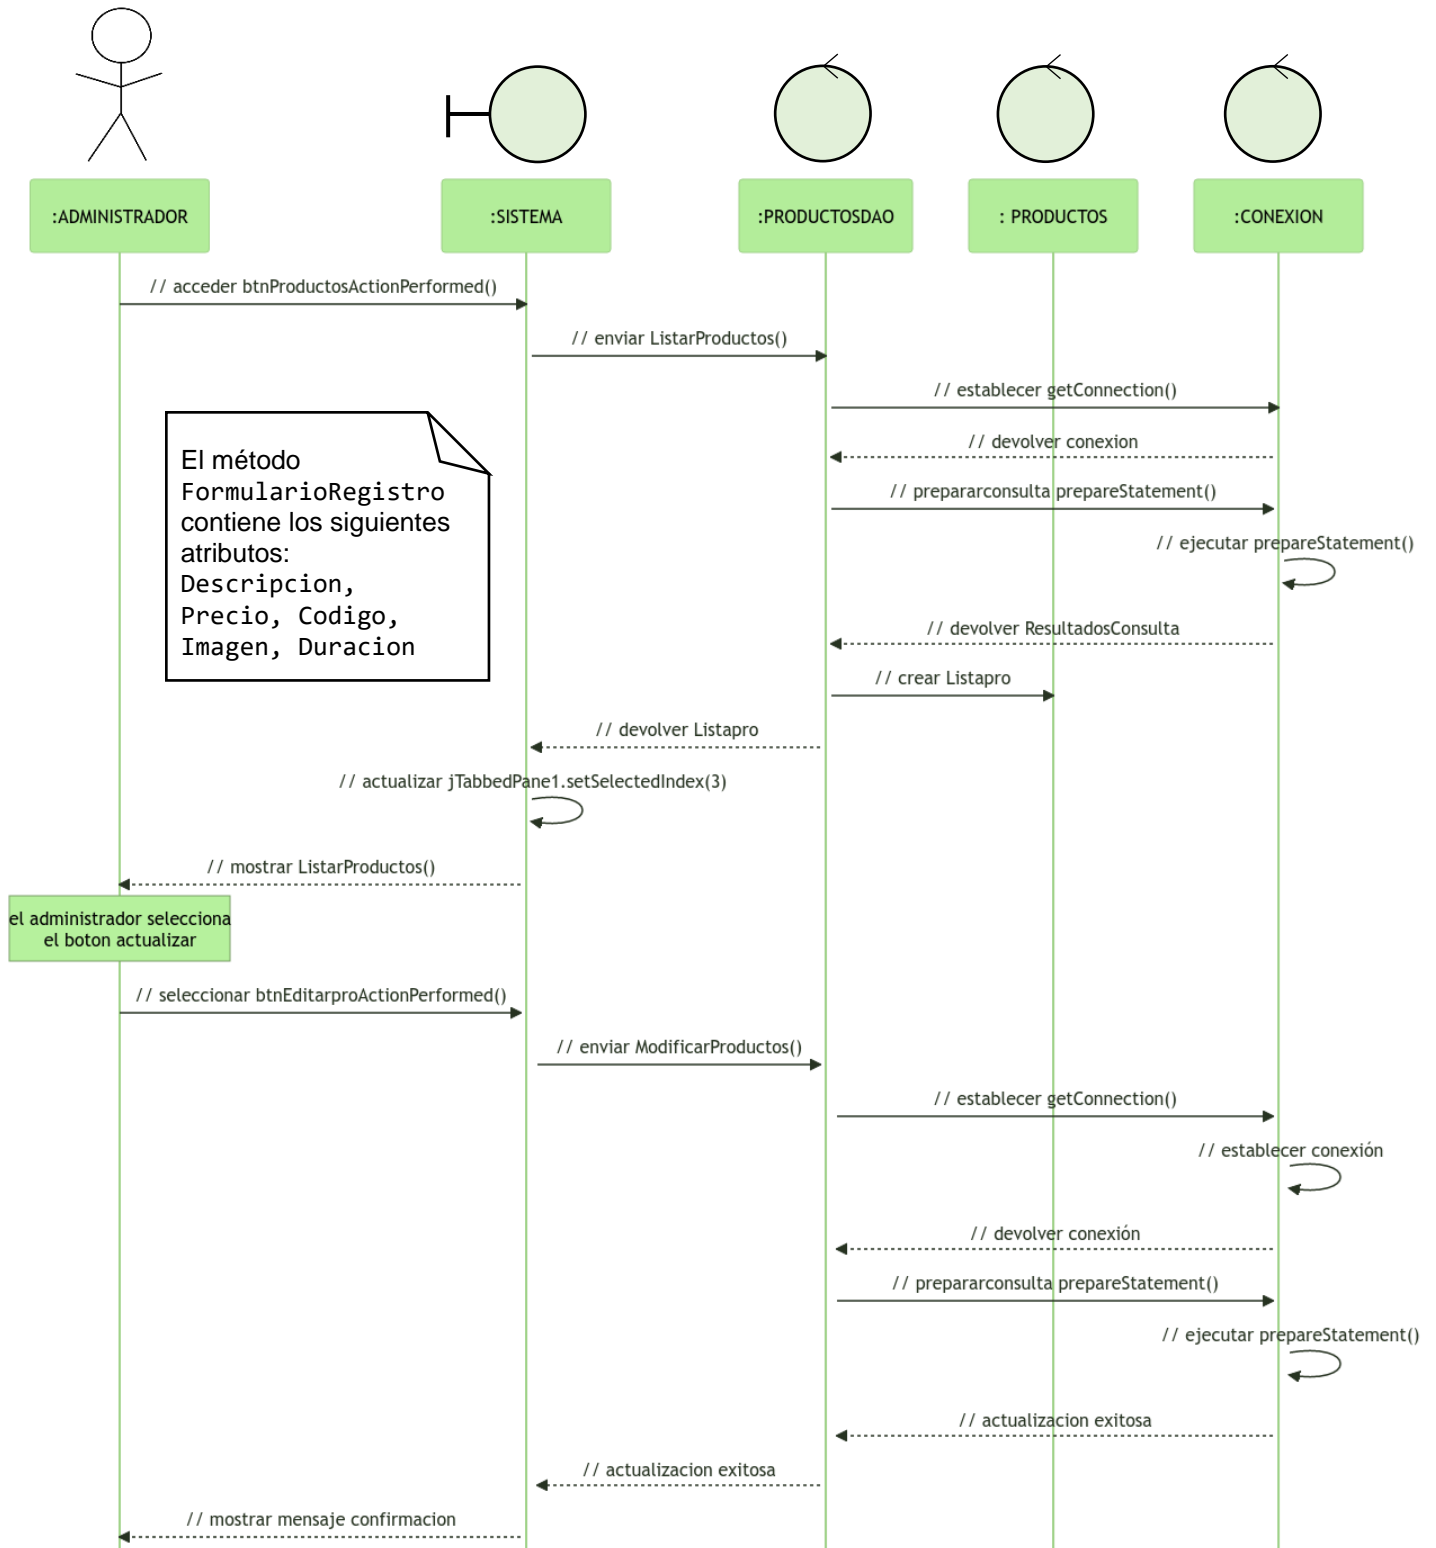 :ADMINISTRADOR
:SISTEMA
:PRODUCTOSDAO
: PRODUCTOS
:CONEXION
// acceder btnProductosActionPerformed()
// enviar ListarProductos()
// establecer getConnection()
// devolver conexion
El método
FormularioRegistro
contiene los siguientes
atributos:
Descripcion,
Precio, Codigo,
Imagen, Duracion
// prepararconsulta prepareStatement()
// ejecutar prepareStatement()
// devolver ResultadosConsulta
// crear Listapro
// devolver Listapro
// actualizar jTabbedPane1.setSelectedIndex(3)
// mostrar ListarProductos()
el administrador selecciona
el boton actualizar
// seleccionar btnEditarproActionPerformed()
// enviar ModificarProductos()
// establecer getConnection()
// establecer conexión
// devolver conexión
// prepararconsulta prepareStatement()
// ejecutar prepareStatement()
// actualizacion exitosa
// actualizacion exitosa
// mostrar mensaje confirmacion